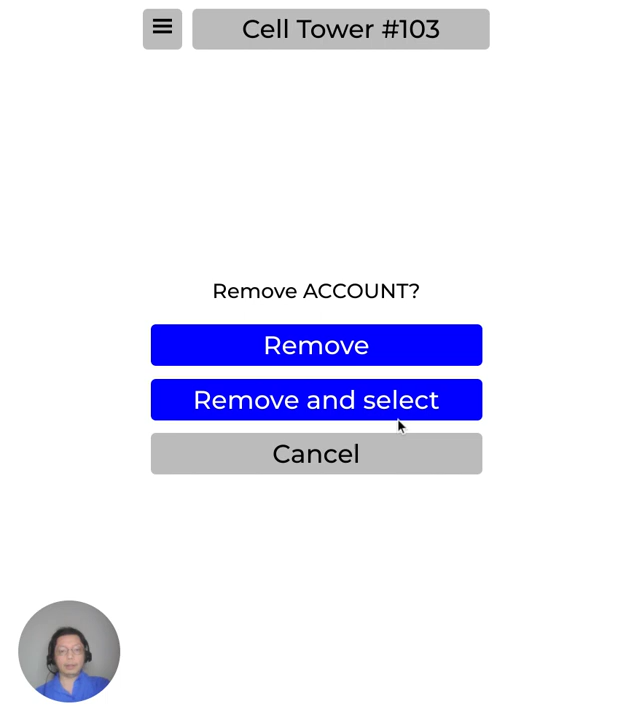 Cell Tower #103
Remove ACCOUNT?
Remove
Remove and select
Cancel